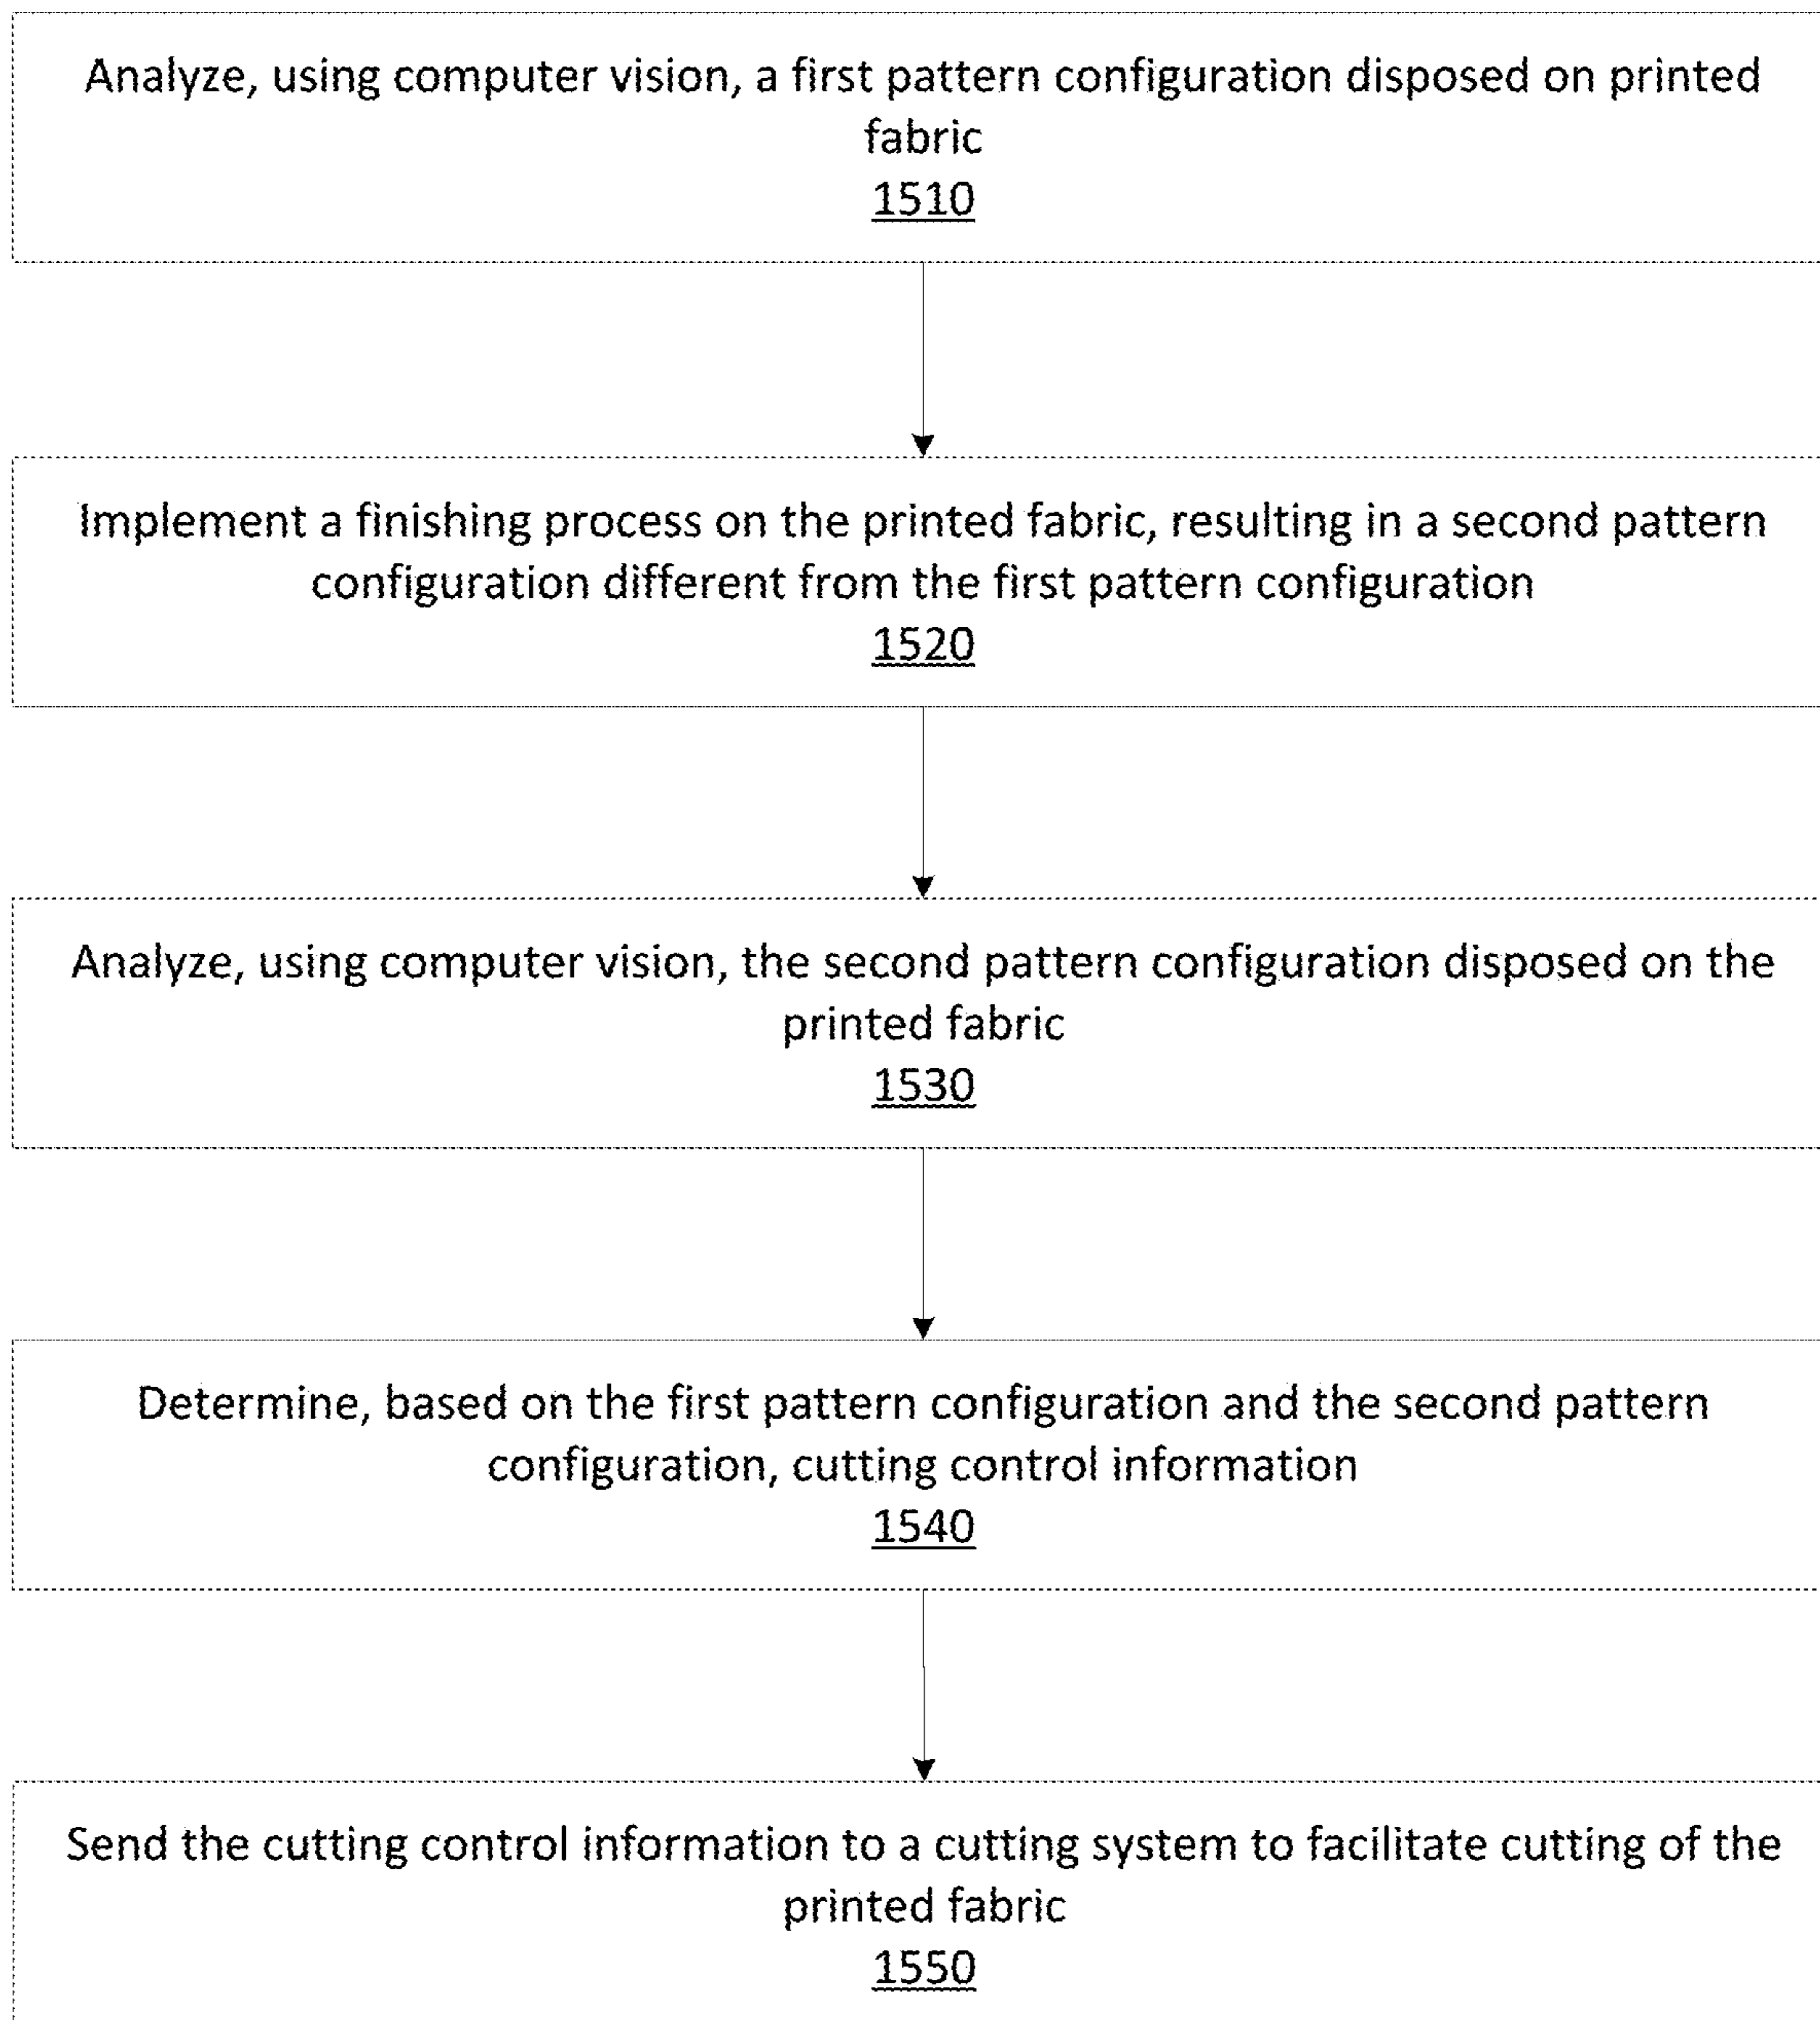 Analyze, using computer vision, a first pattern configuration disposed on printed
fabric
1510
Implement a finishing process on the printed fabric, resulting in a second pattern
configuration different from the first pattern configuration
1520
Analyze, using computer vision, the second pattern configuration disposed on the
printed fabric
1530
Determine, based on the first pattern configuration and the second pattern
configuration, cutting control information
1540
Send the cutting control information to a cutting system to facilitate cutting of the
printed fabric
1550